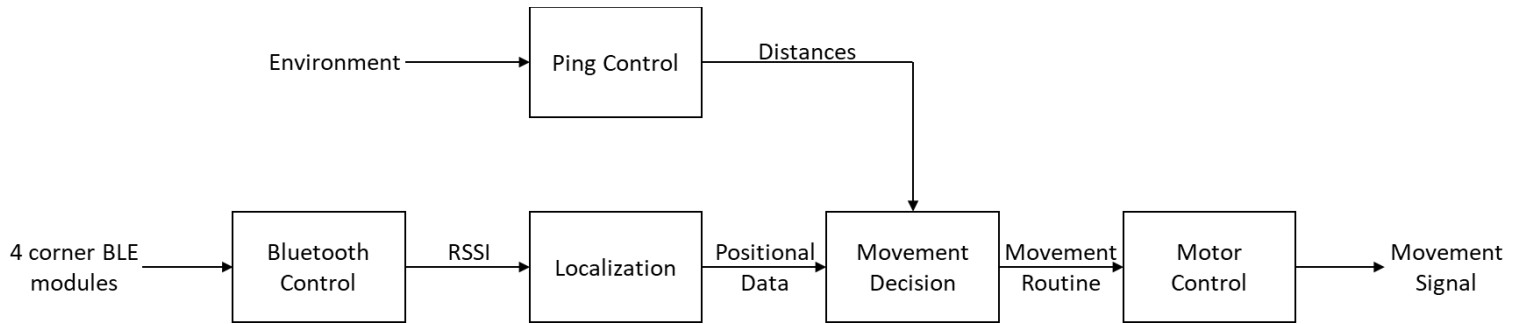 Environment
Ping Control
Distances
4 corner BLE
modules
Bluetooth
Control
RSSI
Localization
Positional
Data
Movement
Decision
Movement
Routine
Motor
Control
Movement
Signal